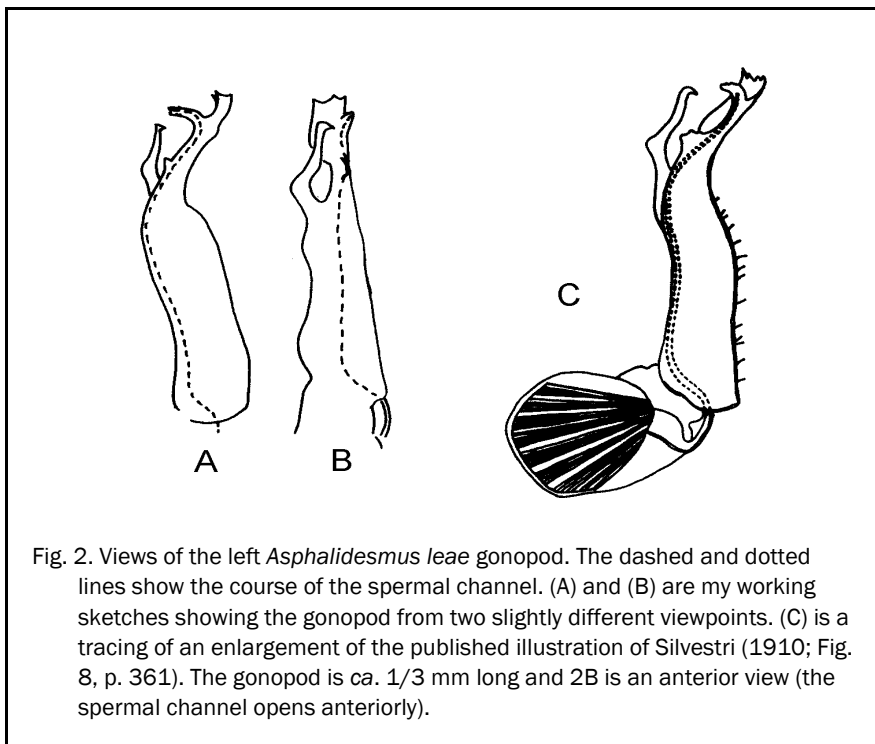 A
B
C
Fig. 2. Views of the left Asphalidesmus leae gonopod. The dashed and dotted
lines show the course of the spermal channel. (A) and (B) are my working
sketches showing the gonopod from two slightly different viewpoints. (C) is a
tracing of an enlargement of the published illustration of Silvestri (1910; Fig.
8, p. 361). The gonopod is ca. 1/3 mm long and 2B is an anterior view (the
spermal channel opens anteriorly).